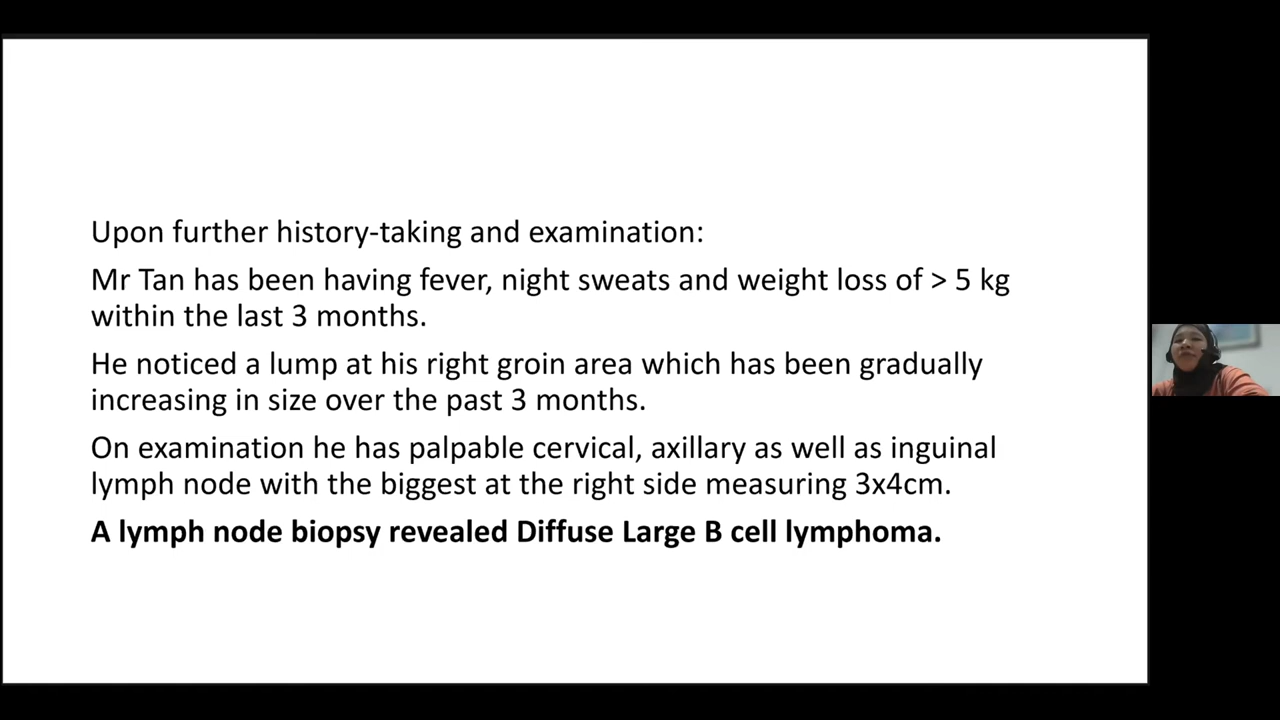 Upon further history-taking and examination:
Mr Tan has been having fever, night sweats and weight loss of > 5 kg
within the last 3 months.
He noticed a lump at his right groin area which has been gradually
increasing in size over the past 3 months.
On examination he has palpable cervical, axillary as well as inguinal
lymph node with the biggest at the right side measuring 3x4cm.
A lymph node biopsy revealed Diffuse Large B cell lymphoma.